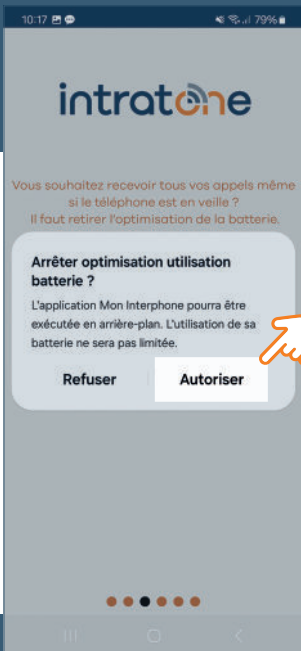 10:17
79%
intratone
Vous souhaitez recevoir tous vos appels même
si le téléphone est en veille ?
Il faut retirer l'optimisation de la batterie.
Arrêter optimisation utilisation
batterie ?
L'application Mon Interphone pourra être
exécutée en arrière-plan. L'utilisation de sa
batterie ne sera pas limitée.
Refuser
Autoriser